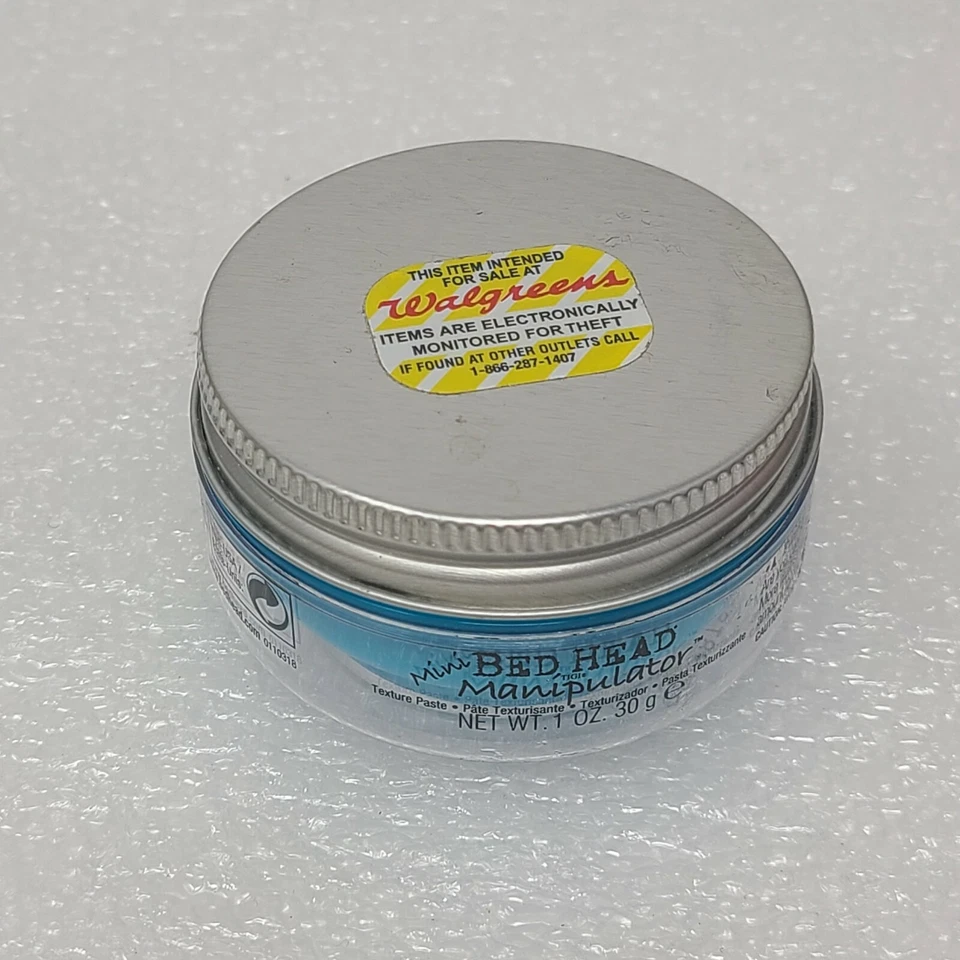 THIS ITEM INTENDED
FOR SALE AT
Walgreens
ITEMS ARE ELECTRONICALLY
MONITORED FOR THEFT
IF FOUND AT OTHER OUTLETS CALL
1-866-287-1407
0110318
Mini BED HEAD
TIGI
Manipulator™
Texture Paste • Pâte Texturisante • Texturizador • Pasta Texturizzante
NET WT. 1 OZ. 30 g e